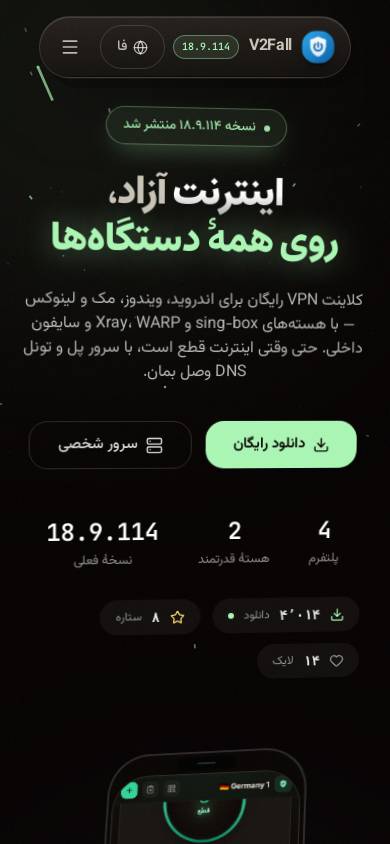 V2Fall
18.9.114
فا
نسخه ۱۸.۹.۱۱۴ منتشر شد
اینترنت آزاد،
روی همهٔ دستگاه‌ها
کلاینت VPN رایگان برای اندروید، ویندوز، مک و لینوکس
— با هسته‌های sing-box و Xray، WARP و سایفون
داخلی. حتی وقتی اینترنت قطع است، با سرور پل و تونل
DNS وصل بمان.
دانلود رایگان
سرور شخصی
4
پلتفرم
2
هستهٔ قدرتمند
18.9.114
نسخهٔ فعلی
۴٬۰۱۴ دانلود
۸ ستاره
۱۴ لایک
Germany 1
قطع